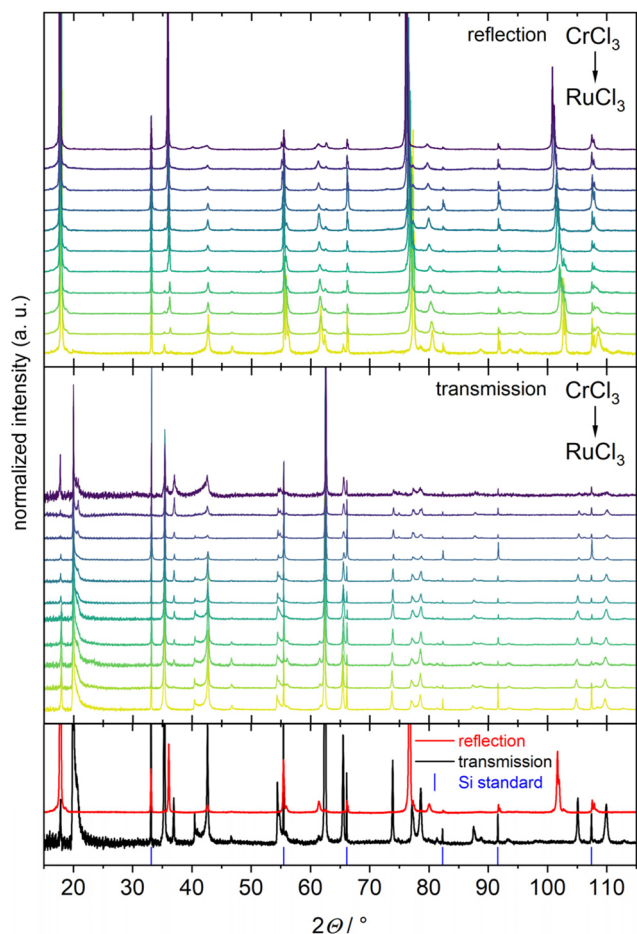 reflection CrCl3
RuCl3
transmission CrCl3
RuCl3
normalized intensity (a. u.)
reflection
transmission
Si standard
20 30 40 50 60 70 80 90 100 110
2Θ / °